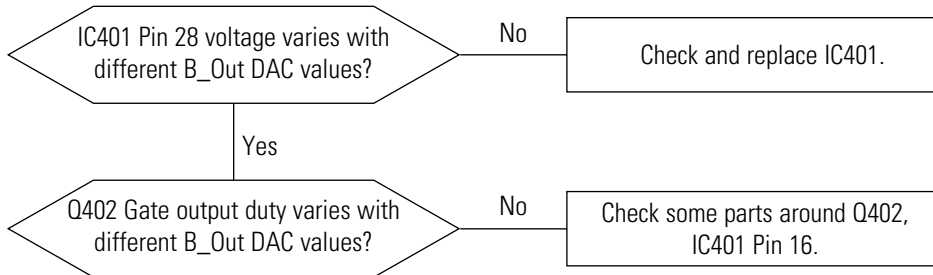 IC401 Pin 28 voltage varies with
different B_Out DAC values?
No
Check and replace IC401.
Yes
Q402 Gate output duty varies with
different B_Out DAC values?
No
Check some parts around Q402,
IC401 Pin 16.